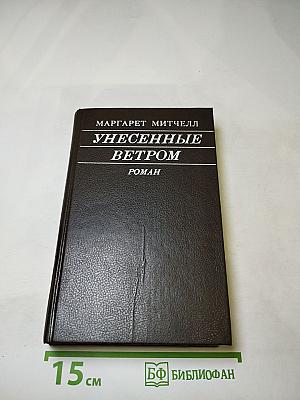 МАРГАРЕТ МИТЧЕЛЛ
УНЕСЕННЫЕ
ВЕТРОМ
РОМАН
15 см
БФ БИБЛИОФАН